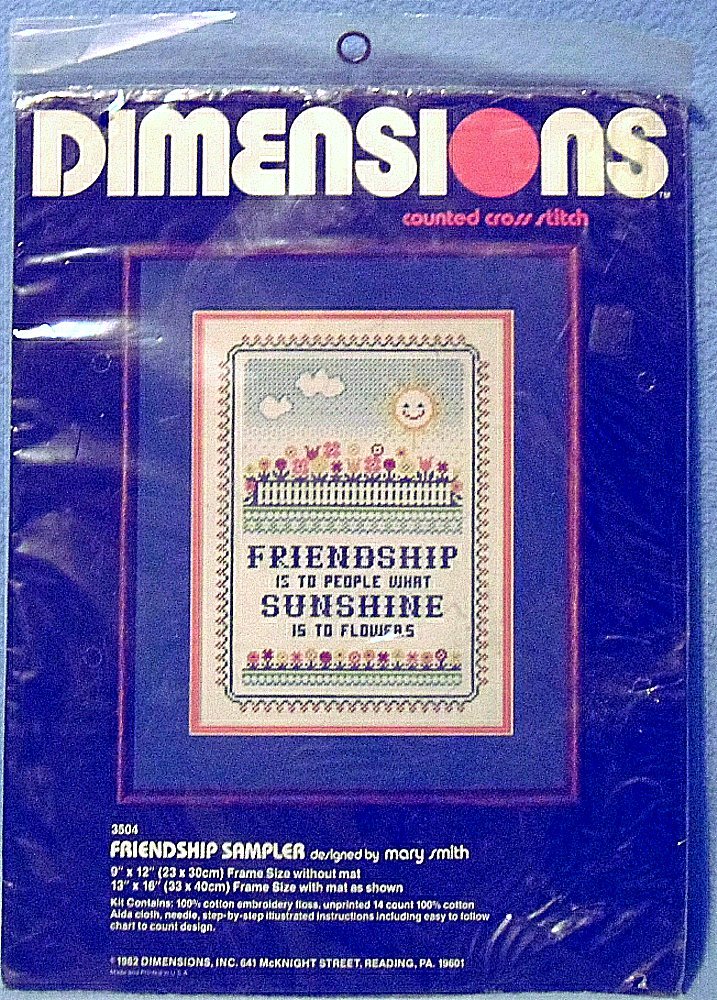 DIMENSIONS™
counted cross stitch
FRIENDSHIP
IS TO PEOPLE WHAT
SUNSHINE
IS TO FLOWERS
3504
FRIENDSHIP SAMPLER designed by mary smith
9" x 12" (23 x 30cm) Frame Size without mat
13" x 16" (33 x 40cm) Frame Size with mat as shown
Kit Contains: 100% cotton embroidery floss, unprinted 14 count 100% cotton
Aida cloth, needle, step-by-step illustrated instructions including easy to follow
chart to count design.
©1982 DIMENSIONS, INC. 641 McKNIGHT STREET, READING, PA. 19601
Made and Printed in U.S.A.